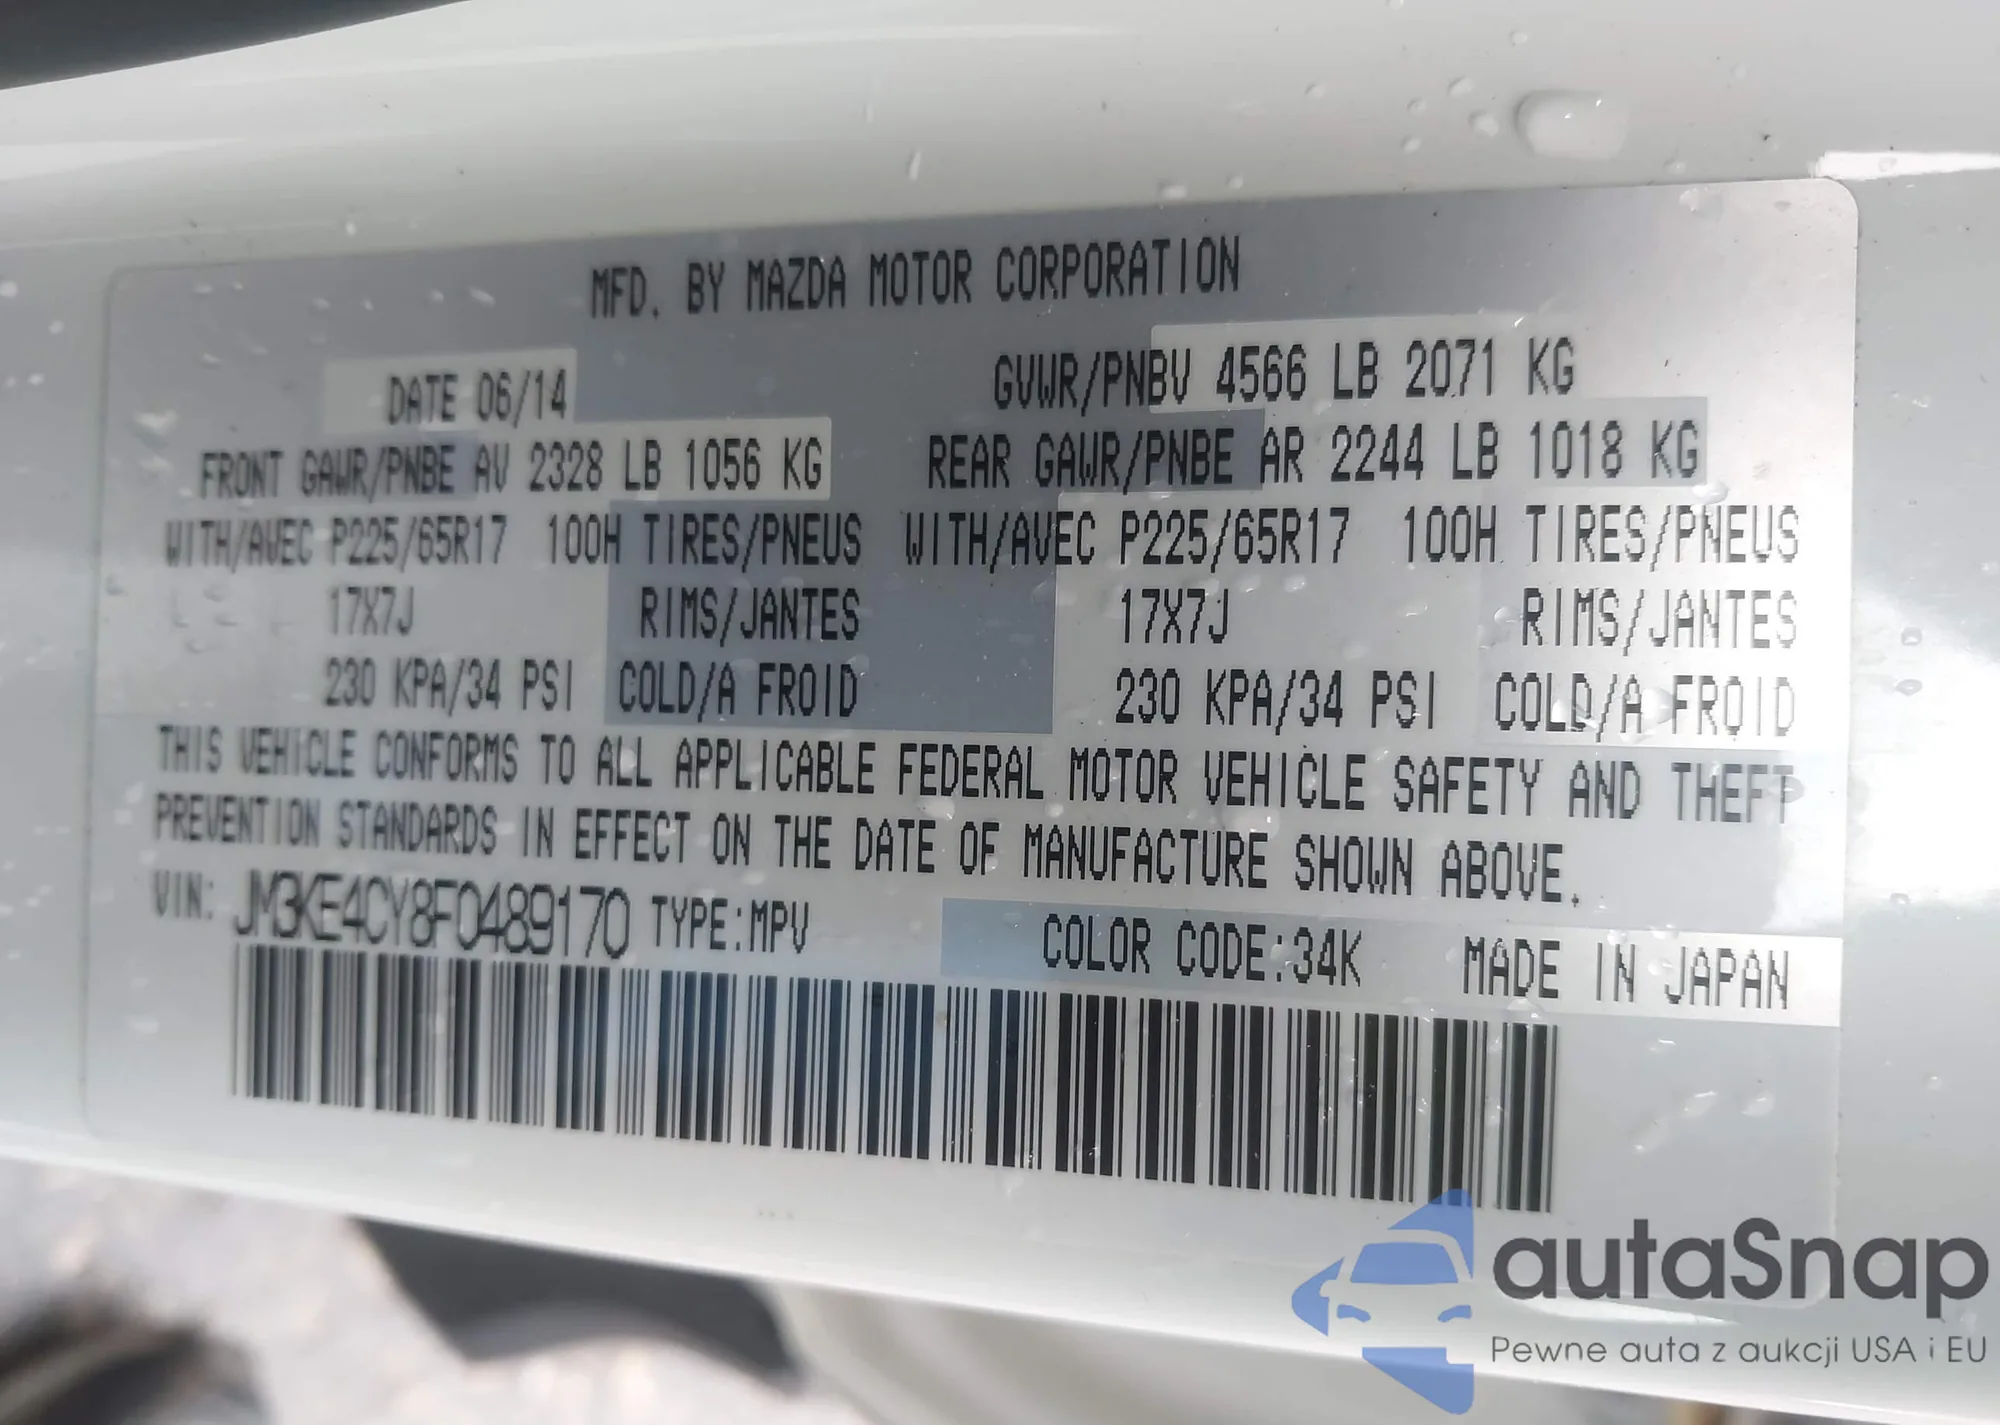 MFD. BY MAZDA MOTOR CORPORATION
DATE 06/14 GVWR/PNBV 4566 LB 2071 KG
FRONT GAWR/PNBE AV 2328 LB 1056 KG REAR GAWR/PNBE AR 2244 LB 1018 KG
WITH/AVEC P225/65R17 100H TIRES/PNEUS WITH/AVEC P225/65R17 100H TIRES/PNEUS
17X7J RIMS/JANTES 17X7J RIMS/JANTES
230 KPA/34 PSI COLD/A FROID 230 KPA/34 PSI COLD/A FROID
THIS VEHICLE CONFORMS TO ALL APPLICABLE FEDERAL MOTOR VEHICLE SAFETY AND THEFT
PREVENTION STANDARDS IN EFFECT ON THE DATE OF MANUFACTURE SHOWN ABOVE.
VIN: JM3KE4CY8F0489170 TYPE:MPV COLOR CODE:34K MADE IN JAPAN
autaSnap
Pewne auta z aukcji USA i EU